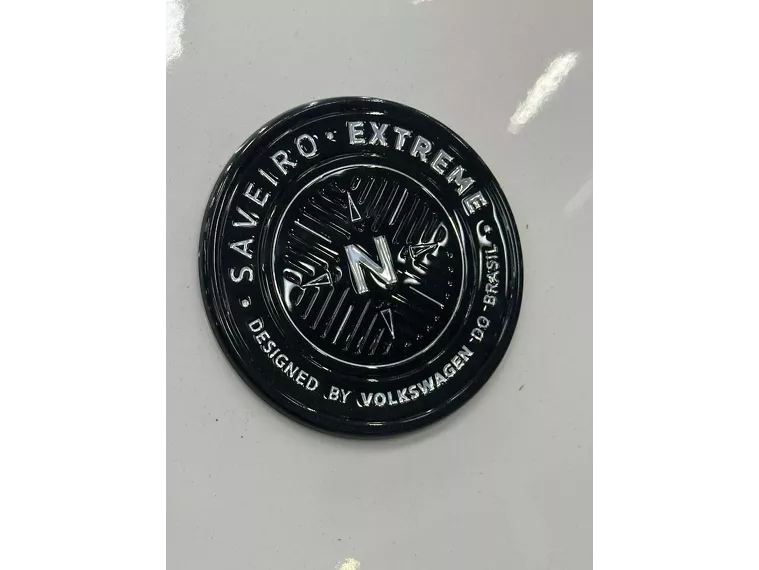 • SAVEIRO • EXTREME •
N
DESIGNED BY VOLKSWAGEN DO BRASIL